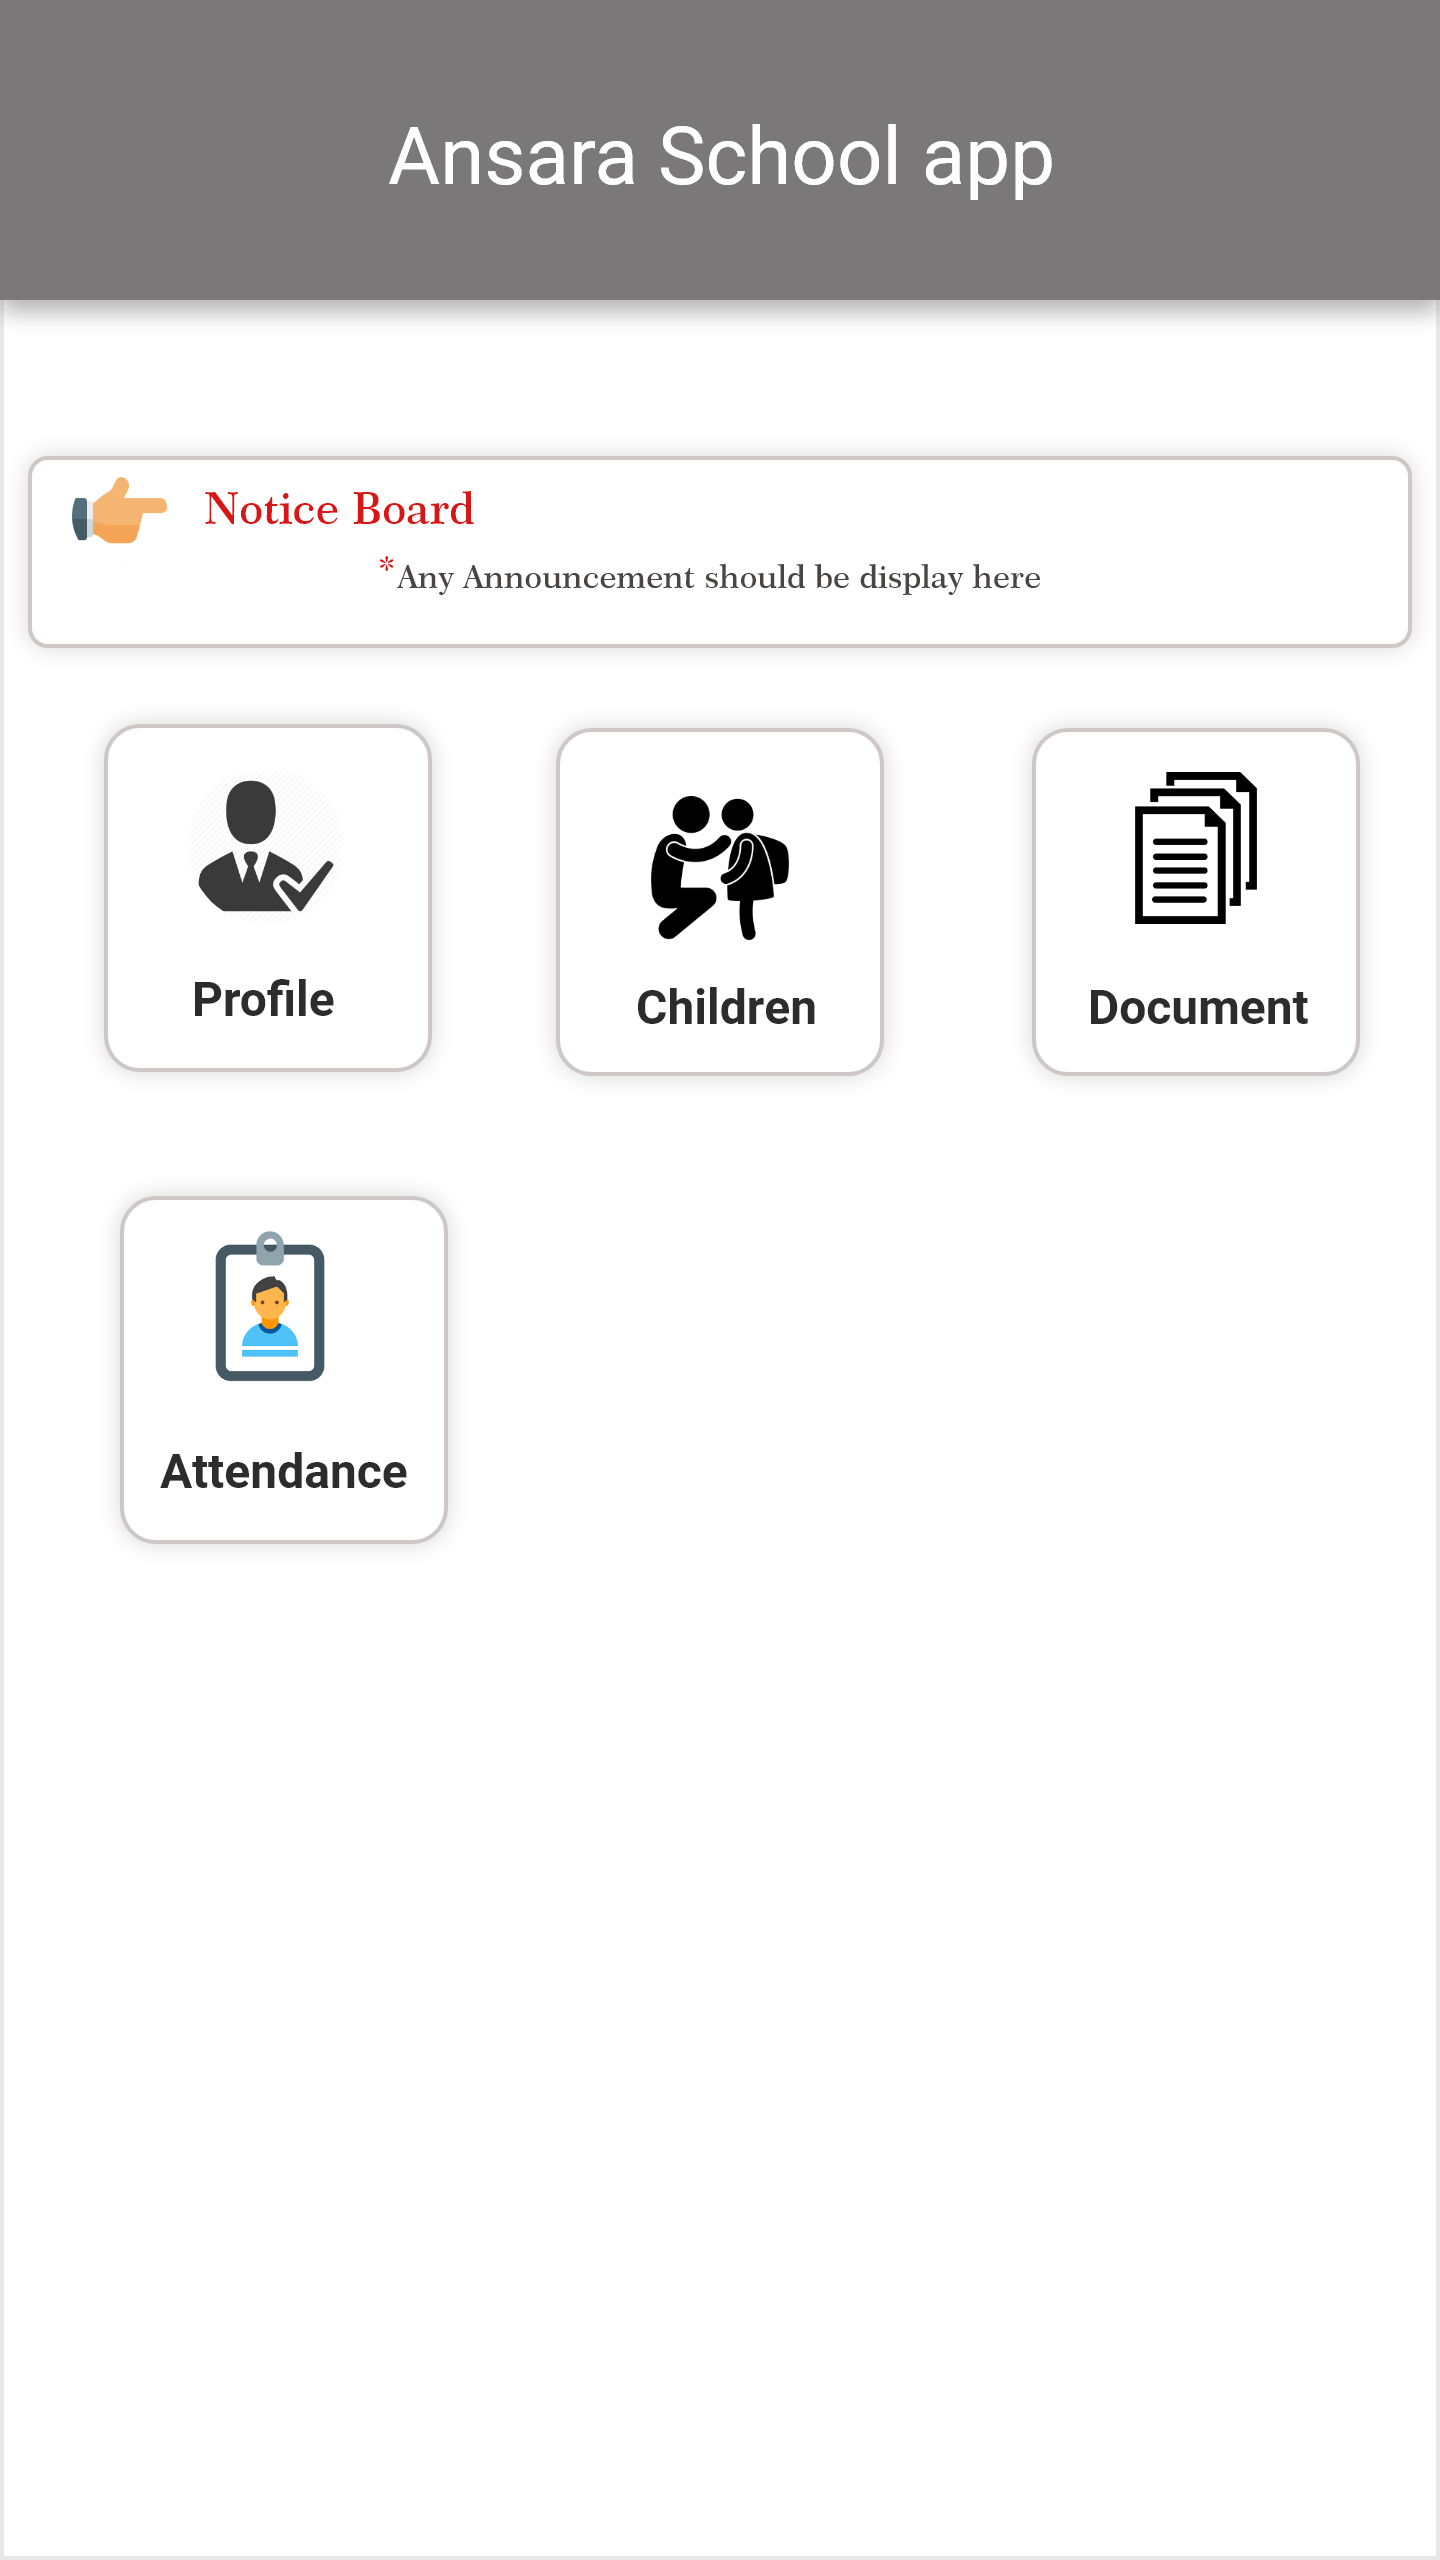 Ansara School app
Notice Board
*Any Announcement should be display here
Profile
Children
Document
Attendance